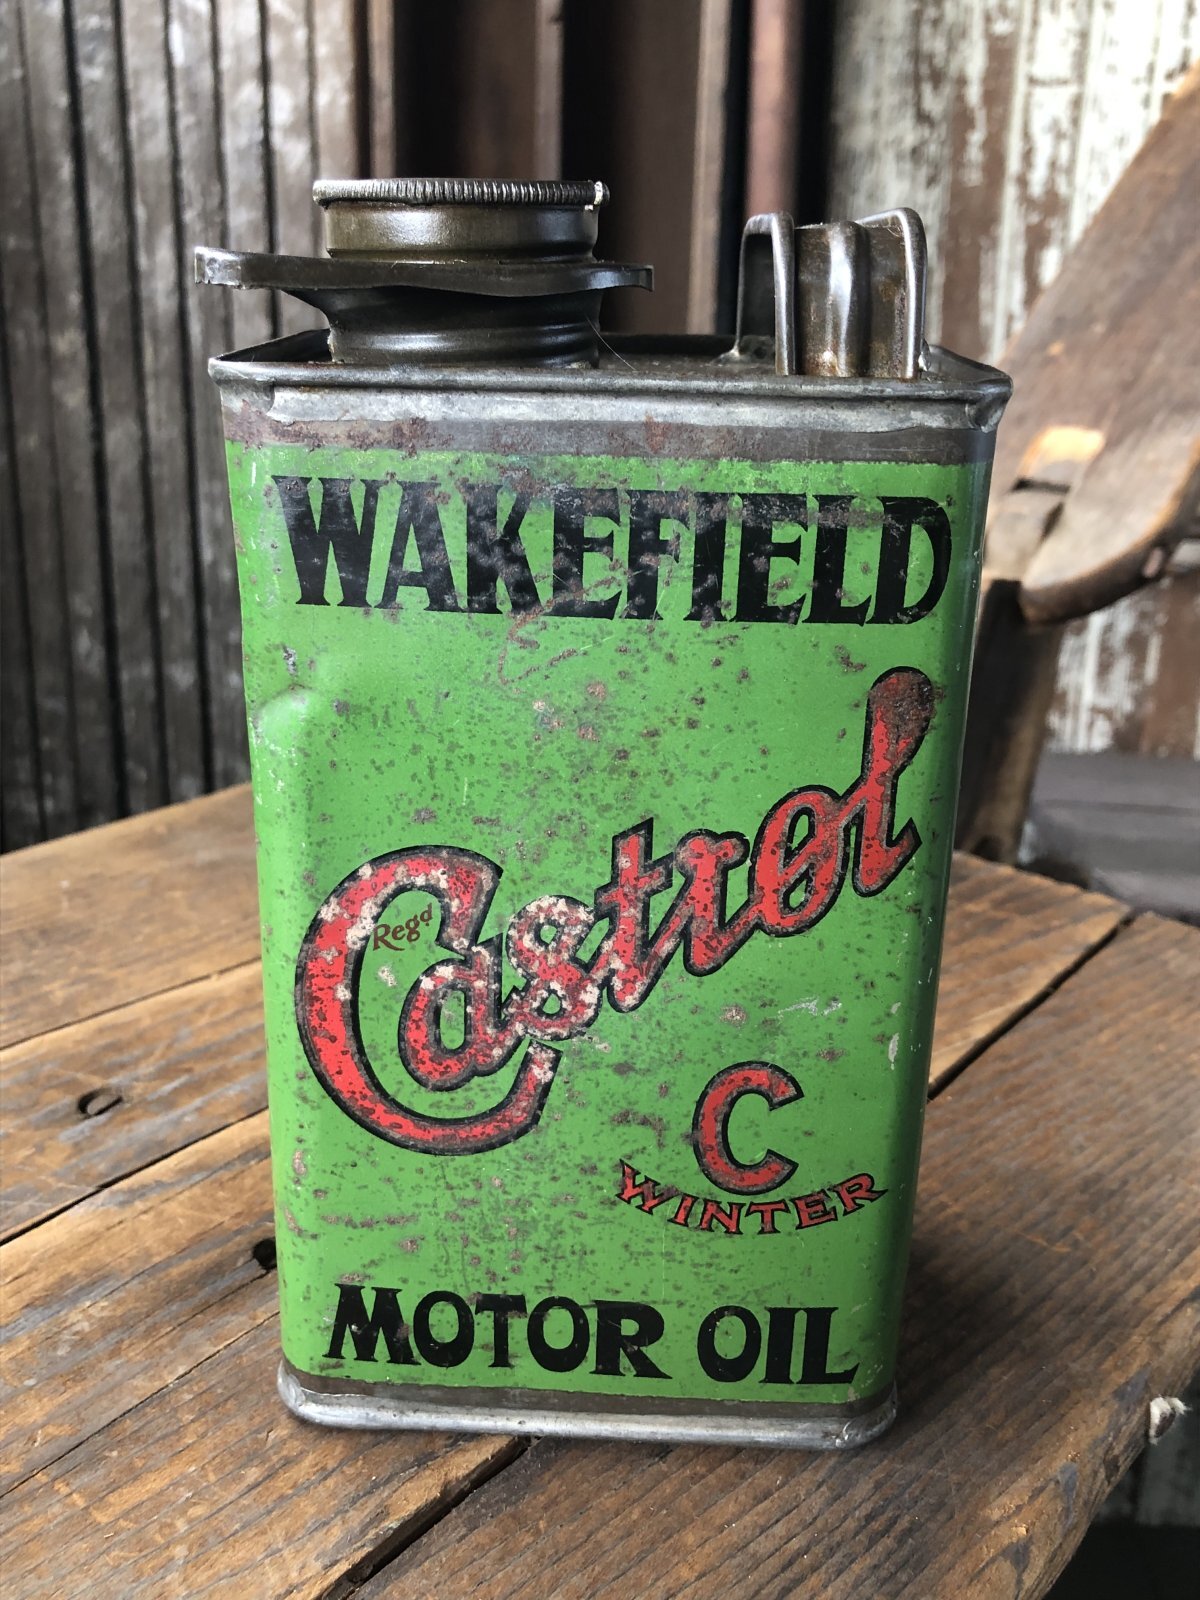 WAKEFIELD
Castrol
Regd
C
WINTER
MOTOR OIL